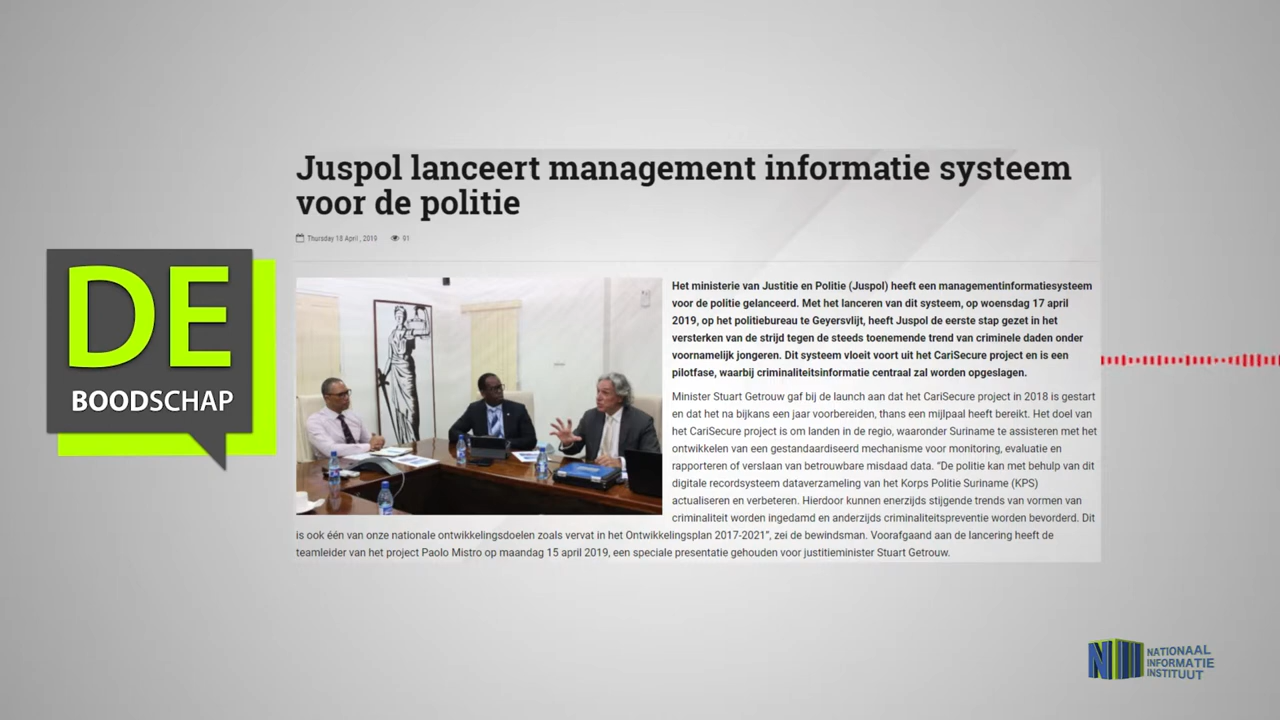 Juspol lanceert management informatie systeem
voor de politie
Thursday 18 April , 2019 91
DE
BOODSCHAP
Het ministerie van Justitie en Politie (Juspol) heeft een managementinformatiesysteem
voor de politie gelanceerd. Met het lanceren van dit systeem, op woensdag 17 april
2019, op het politiebureau te Geyersvlijt, heeft Juspol de eerste stap gezet in het
versterken van de strijd tegen de steeds toenemende trend van criminele daden onder
voornamelijk jongeren. Dit systeem vloeit voort uit het CariSecure project en is een
pilotfase, waarbij criminaliteitsinformatie centraal zal worden opgeslagen.
Minister Stuart Getrouw gaf bij de launch aan dat het CariSecure project in 2018 is gestart
en dat het na bijkans een jaar voorbereiden, thans een mijlpaal heeft bereikt. Het doel van
het CariSecure project is om landen in de regio, waaronder Suriname te assisteren met het
ontwikkelen van een gestandaardiseerd mechanisme voor monitoring, evaluatie en
rapporteren of verslaan van betrouwbare misdaad data. "De politie kan met behulp van dit
digitale recordsysteem dataverzameling van het Korps Politie Suriname (KPS)
actualiseren en verbeteren. Hierdoor kunnen enerzijds stijgende trends van vormen van
criminaliteit worden ingedamd en anderzijds criminaliteitspreventie worden bevorderd. Dit
is ook één van onze nationale ontwikkelingsdoelen zoals vervat in het Ontwikkelingsplan 2017-2021", zei de bewindsman. Voorafgaand aan de lancering heeft de
teamleider van het project Paolo Mistro op maandag 15 april 2019, een speciale presentatie gehouden voor justitieminister Stuart Getrouw.
NII NATIONAAL
INFORMATIE
INSTITUUT